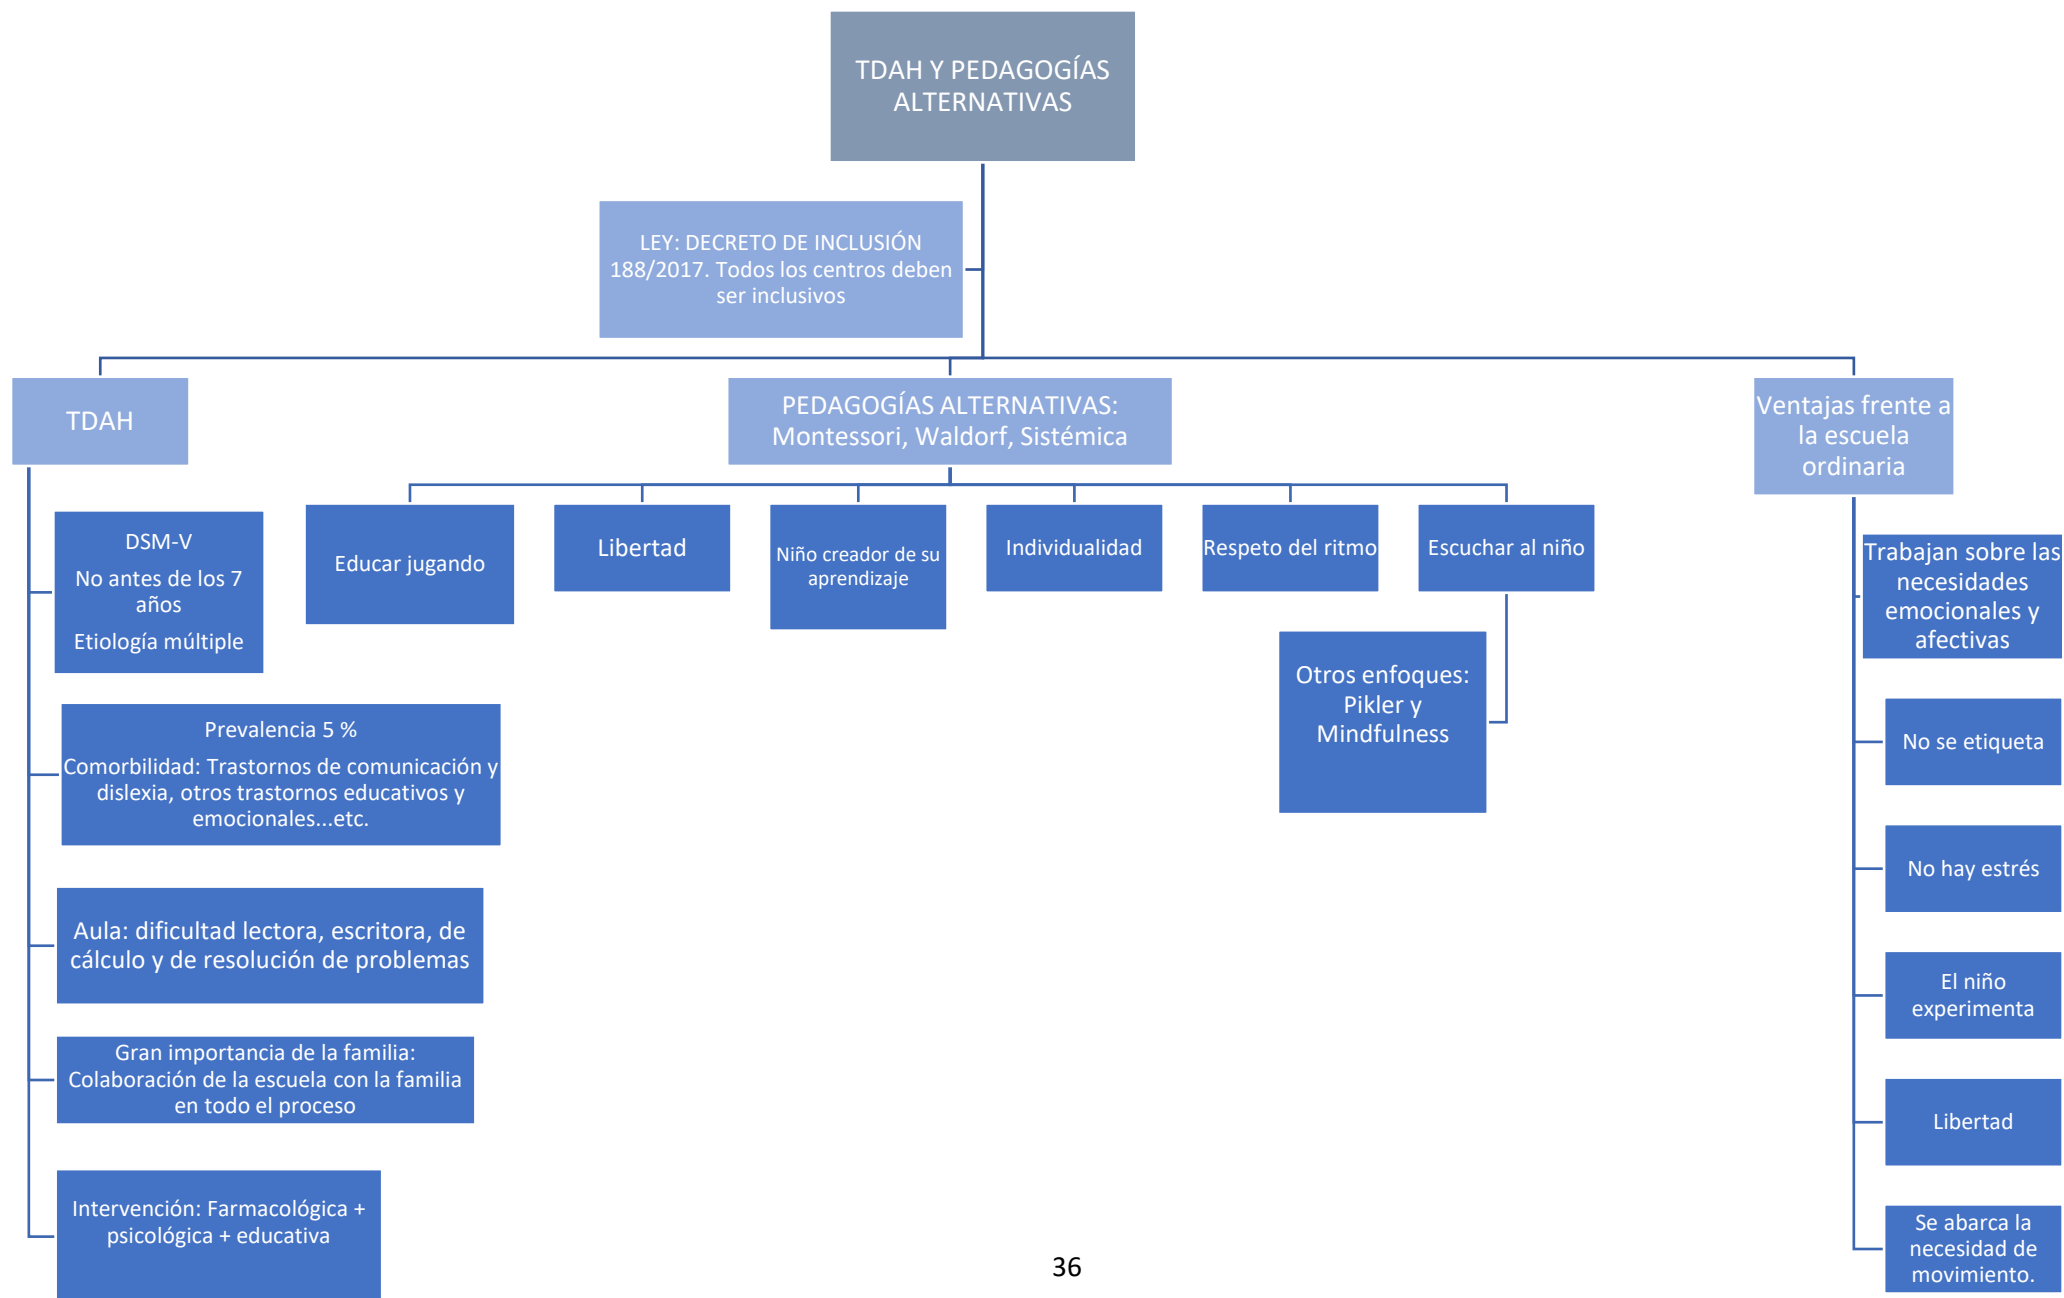 TDAH Y PEDAGOGÍAS
ALTERNATIVAS
LEY: DECRETO DE INCLUSIÓN
188/2017. Todos los centros deben
ser inclusivos
TDAH
DSM-V
No antes de los 7
años
Etiología múltiple
Prevalencia 5 %
Comorbilidad: Trastornos de comunicación y
dislexia, otros trastornos educativos y
emocionales...etc.
Aula: dificultad lectora, escritora, de
cálculo y de resolución de problemas
Gran importancia de la familia:
Colaboración de la escuela con la familia
en todo el proceso
Intervención: Farmacológica +
psicológica + educativa
PEDAGOGÍAS ALTERNATIVAS:
Montessori, Waldorf, Sistémica
Educar jugando
Libertad
Niño creador de su
aprendizaje
Individualidad
Respeto del ritmo
Escuchar al niño
Otros enfoques:
Pikler y
Mindfulness
Ventajas frente a
la escuela
ordinaria
Trabajan sobre las
necesidades
emocionales y
afectivas
No se etiqueta
No hay estrés
El niño
experimenta
Libertad
Se abarca la
necesidad de
movimiento.
36